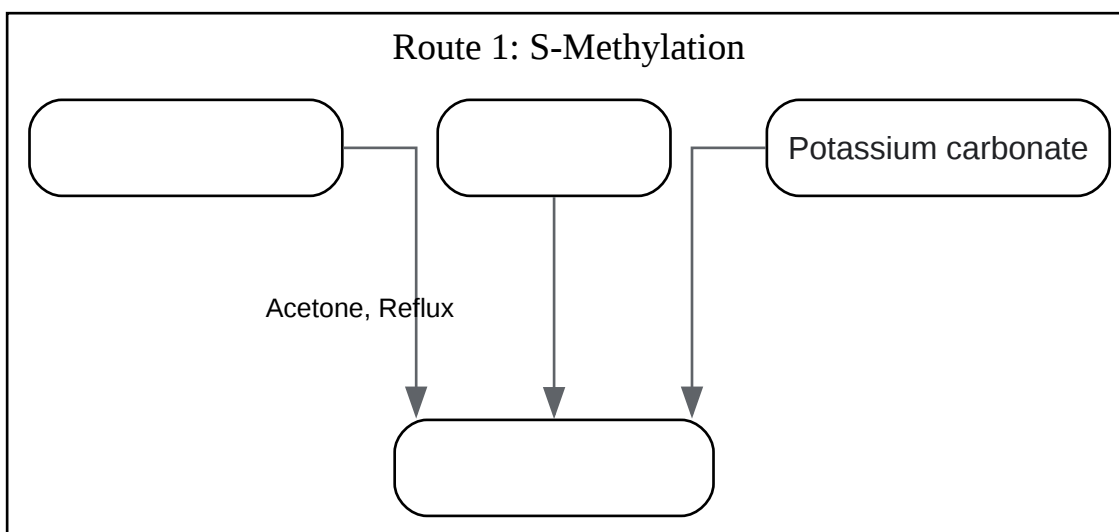 Route 1: S-Methylation
Potassium carbonate
Acetone, Reflux